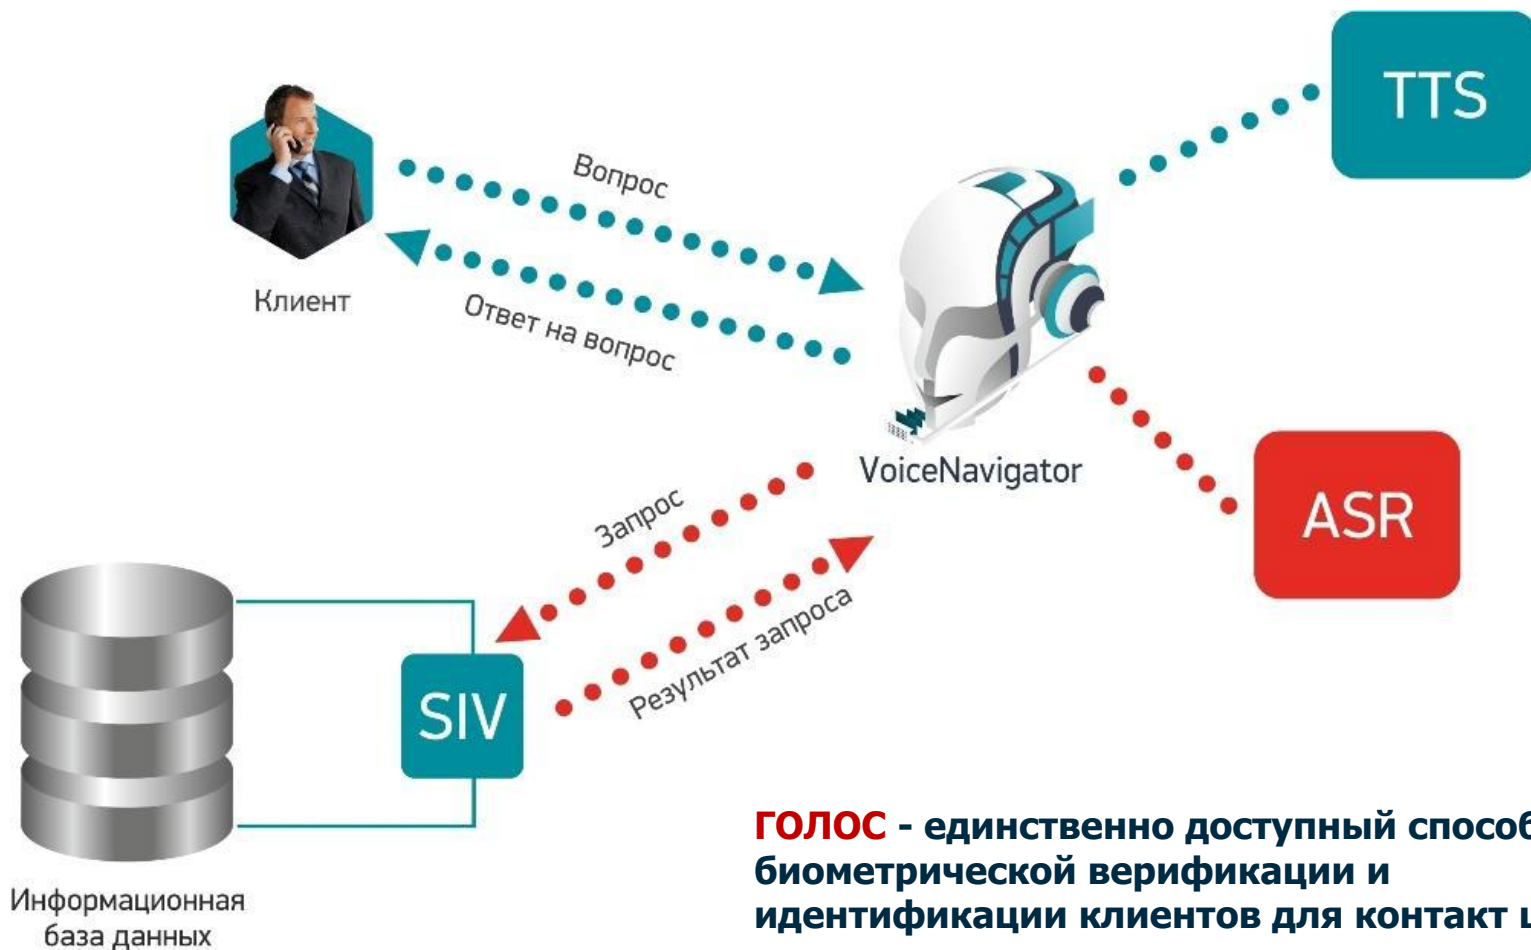 TTS
Вопрос
Клиент
Ответ на вопрос
VoiceNavigator
Запрос
ASR
Результат запроса
SIV
ГОЛОС - единственно доступный способ
биометрической верификации и
идентификации клиентов для контакт
Информационная
база данных